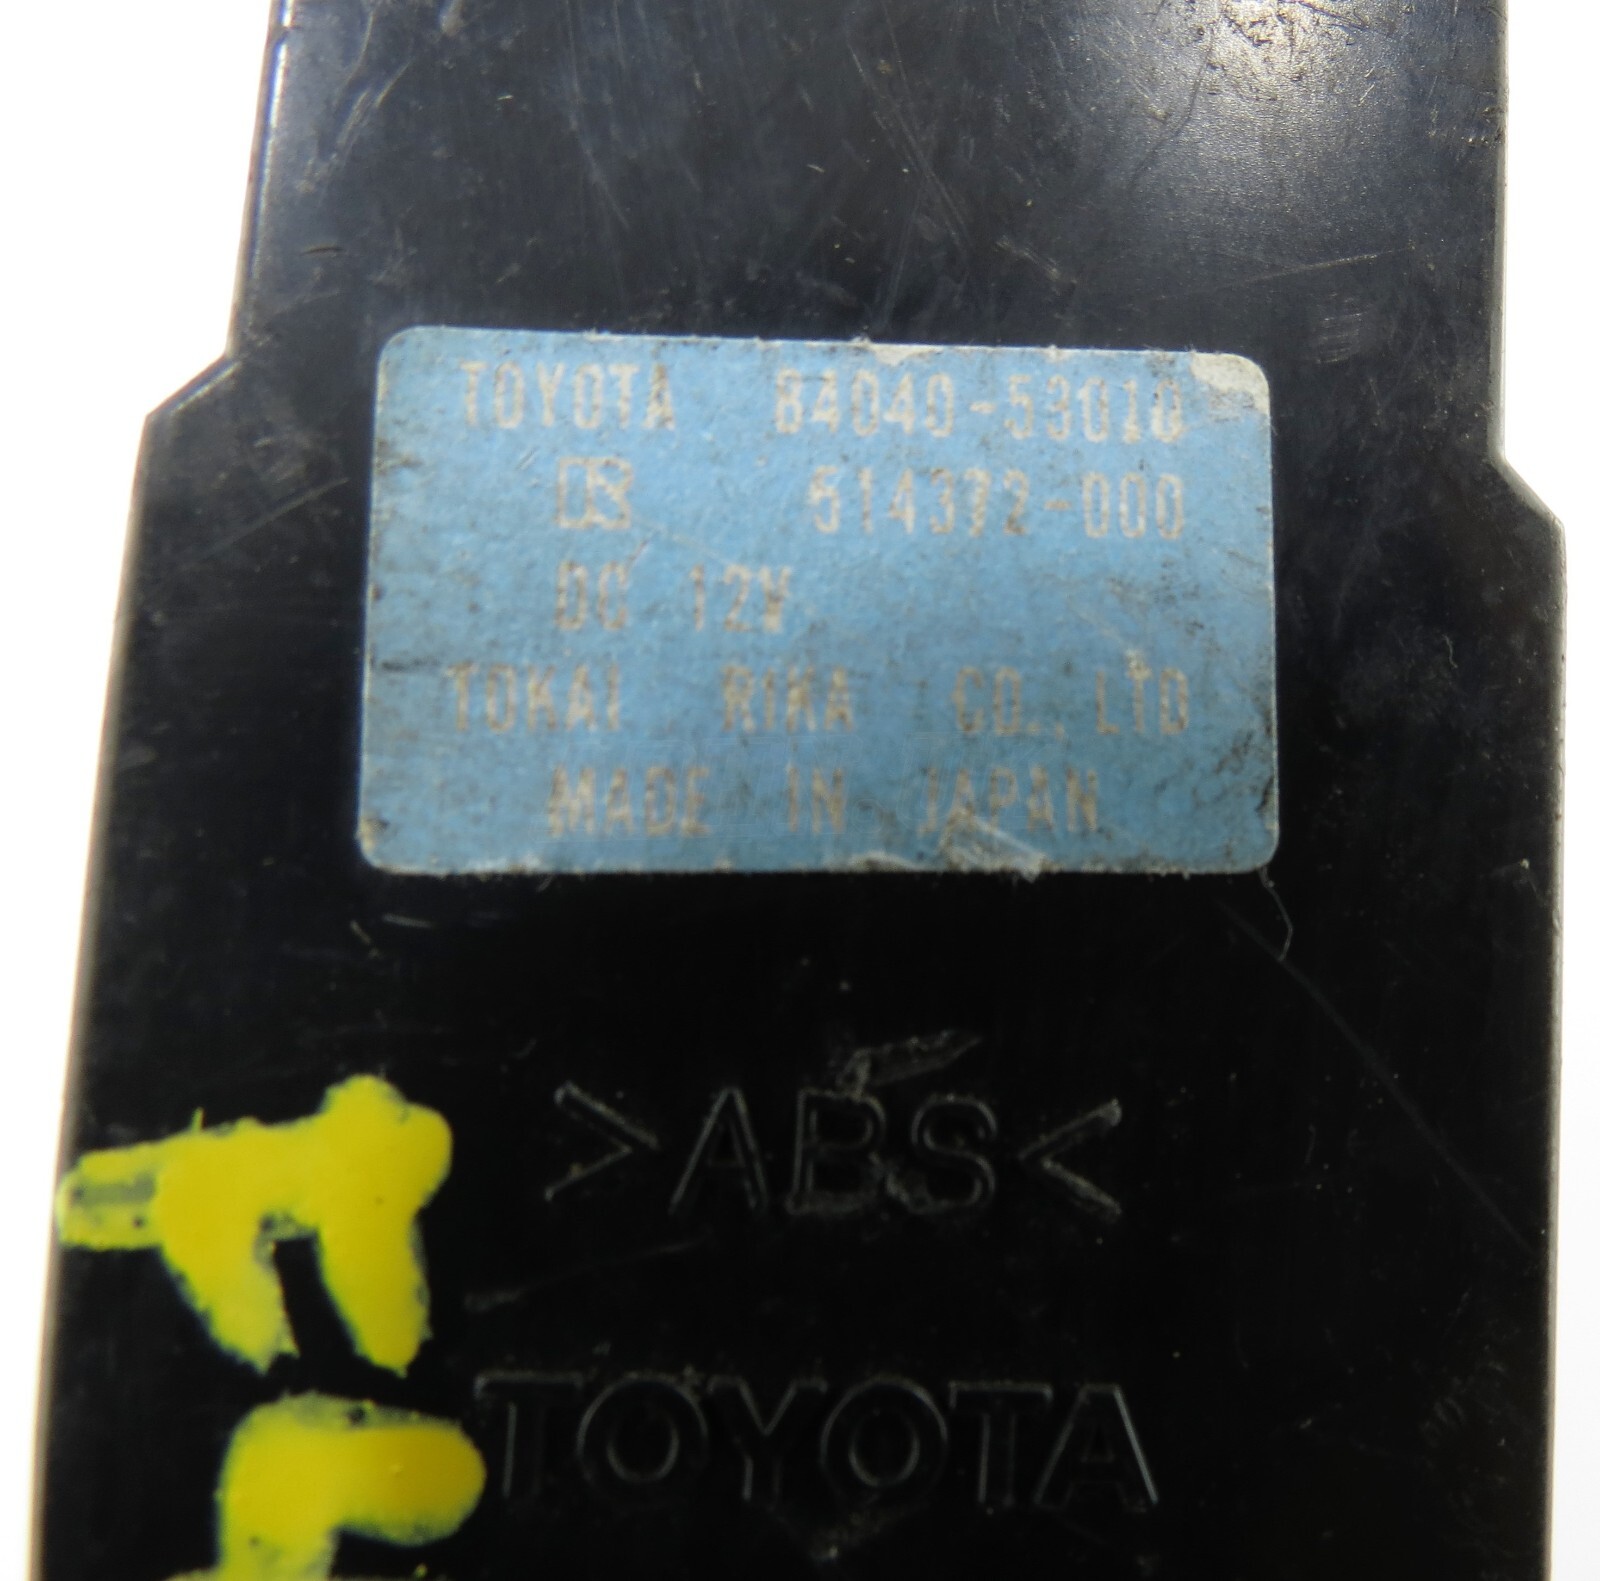 TOYOTA 84040-53010
514372-000
DC 12V
TOKAI RIKA CO., LTD
MADE IN JAPAN
>ABS<
TOYOTA